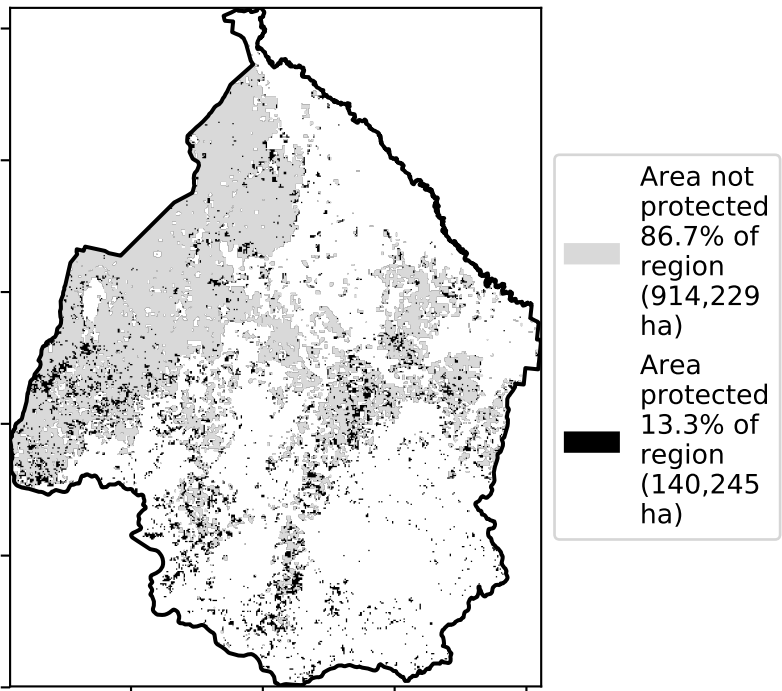 Area not
protected
86.7% of
region
(914,229
ha)
Area
protected
13.3% of
region
(140,245
ha)